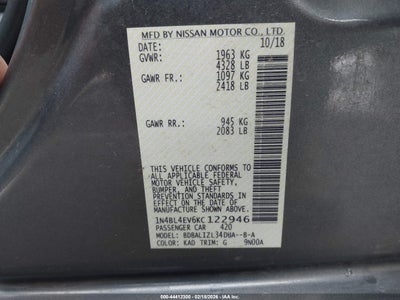 MFD BY NISSAN MOTOR CO., LTD.
DATE: 10/18
GVWR: 1963 KG
4328 LB
GAWR FR.: 1097 KG
2418 LB
GAWR RR.: 945 KG
2083 LB
THIS VEHICLE CONFORMS TO
ALL APPLICABLE FEDERAL
MOTOR VEHICLE SAFETY,
BUMPER, AND THEFT
PREVENTION STANDARDS
IN EFFECT ON THE DATE OF
MANUFACTURE SHOWN ABOVE.
1N4BL4EV6KC122946
PASSENGER CAR 420
MODEL: BDBALIZL34DUA--B-A
COLOR: KAD TRIM: G 9N00A
ID: 44412300 - 02/18/2026 - IAA Inc.